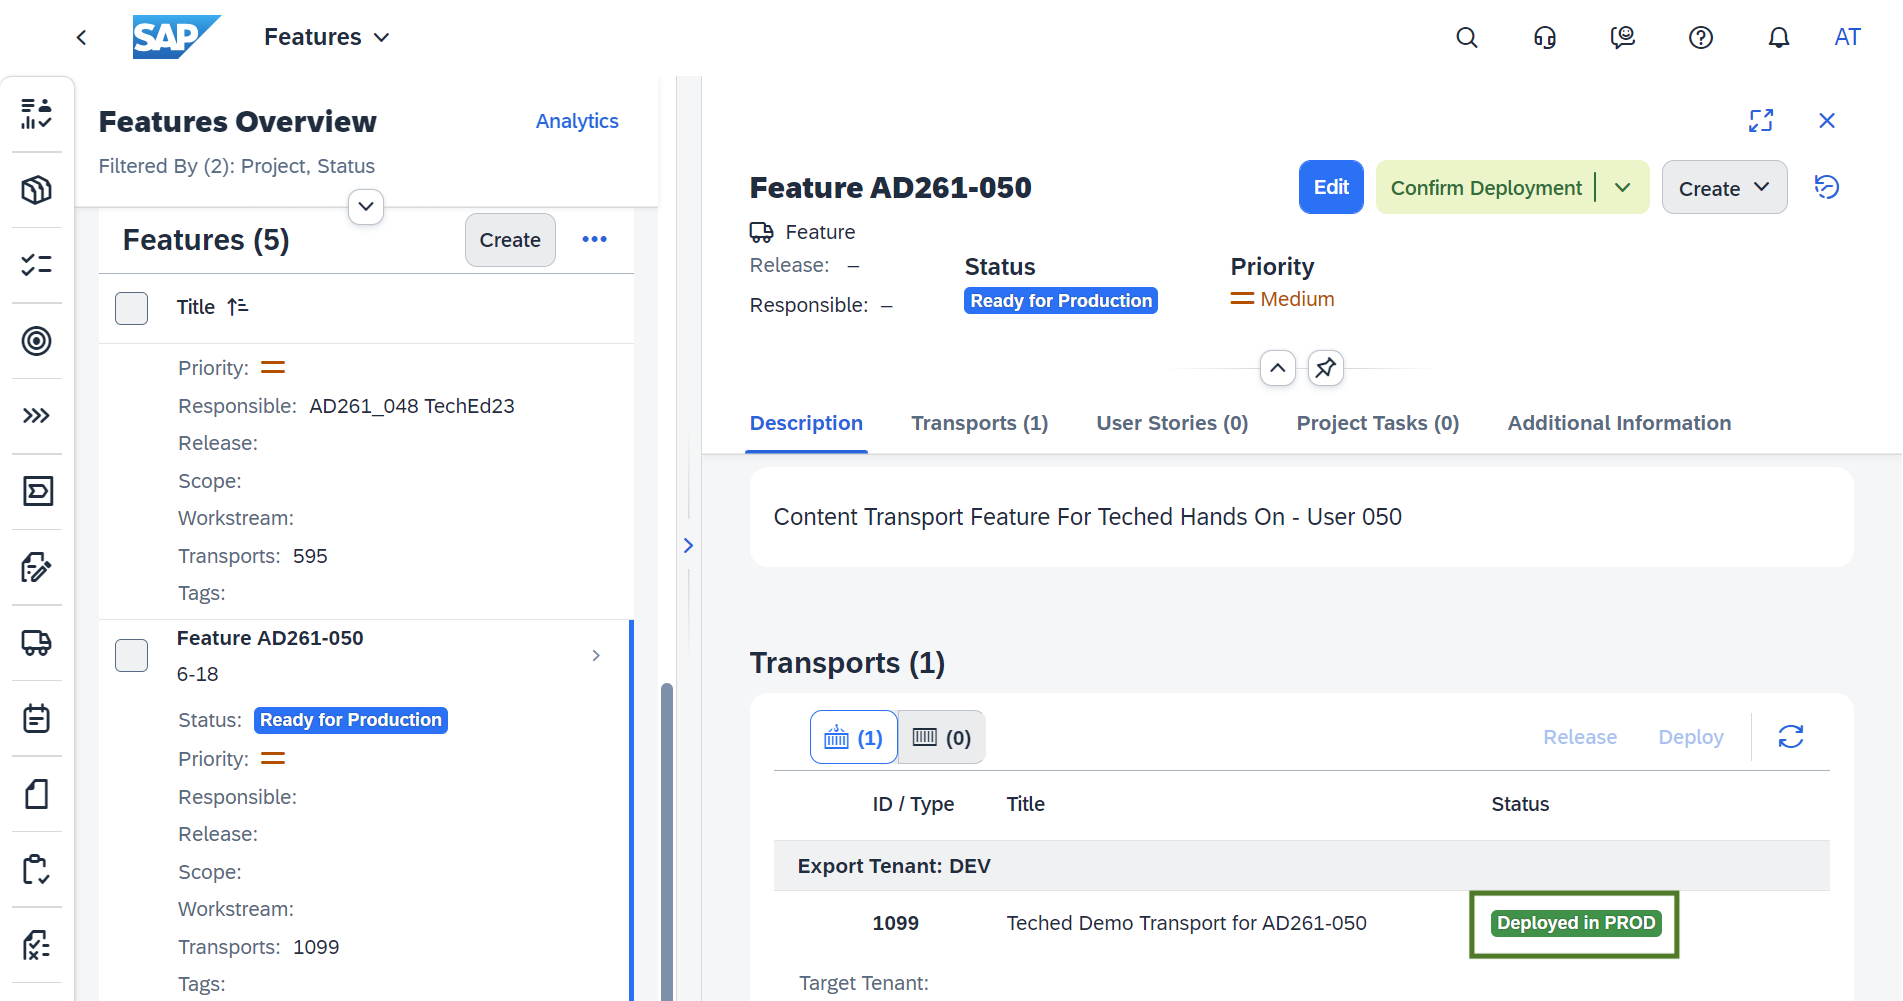 SAP Features AT
Features Overview Analytics
Filtered By (2): Project, Status
Features (5) Create
Title
Priority:
Responsible: AD261_048 TechEd23
Release:
Scope:
Workstream:
Transports: 595
Tags:
Feature AD261-050
6-18
Status: Ready for Production
Priority:
Responsible:
Release:
Scope:
Workstream:
Transports: 1099
Tags:
Feature AD261-050 Edit Confirm Deployment Create
Feature
Release: –
Responsible: –
Status
Ready for Production
Priority
Medium
Description Transports (1) User Stories (0) Project Tasks (0) Additional Information
Content Transport Feature For Teched Hands On - User 050
Transports (1)
(1) (0) Release Deploy
ID / Type Title Status
Export Tenant: DEV
1099 Teched Demo Transport for AD261-050 Deployed in PROD
Target Tenant: